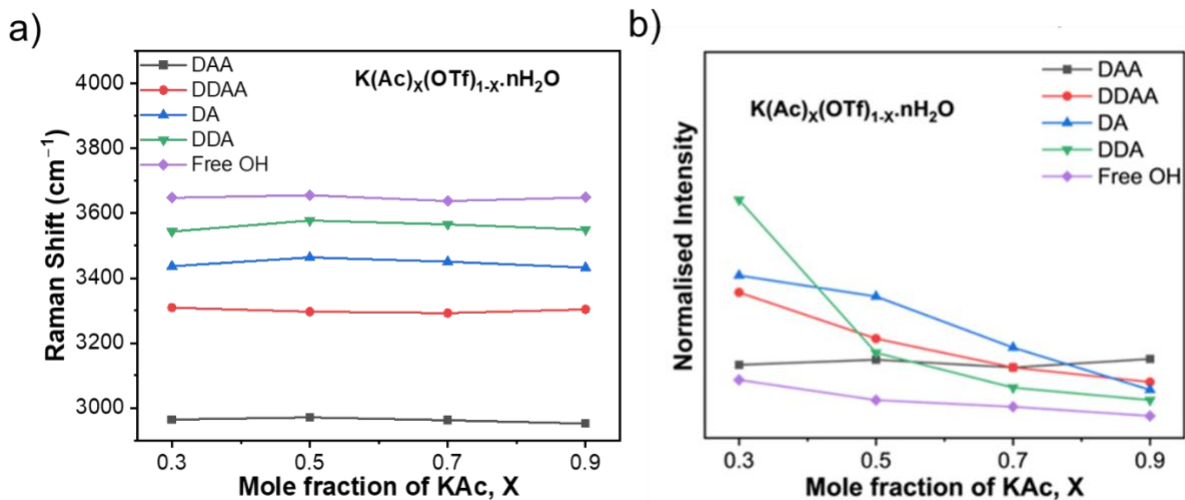 a)
DAA
DDAA
DA
DDA
Free OH
K(Ac)ₓ(OTf)₁₋ₓ.nH₂O
Raman Shift (cm⁻¹)
4000
3800
3600
3400
3200
3000
0.3 0.5 0.7 0.9
Mole fraction of KAc, X
b)
DAA
DDAA
DA
DDA
Free OH
K(Ac)ₓ(OTf)₁₋ₓ.nH₂O
Normalised Intensity
0.3 0.5 0.7 0.9
Mole fraction of KAc, X